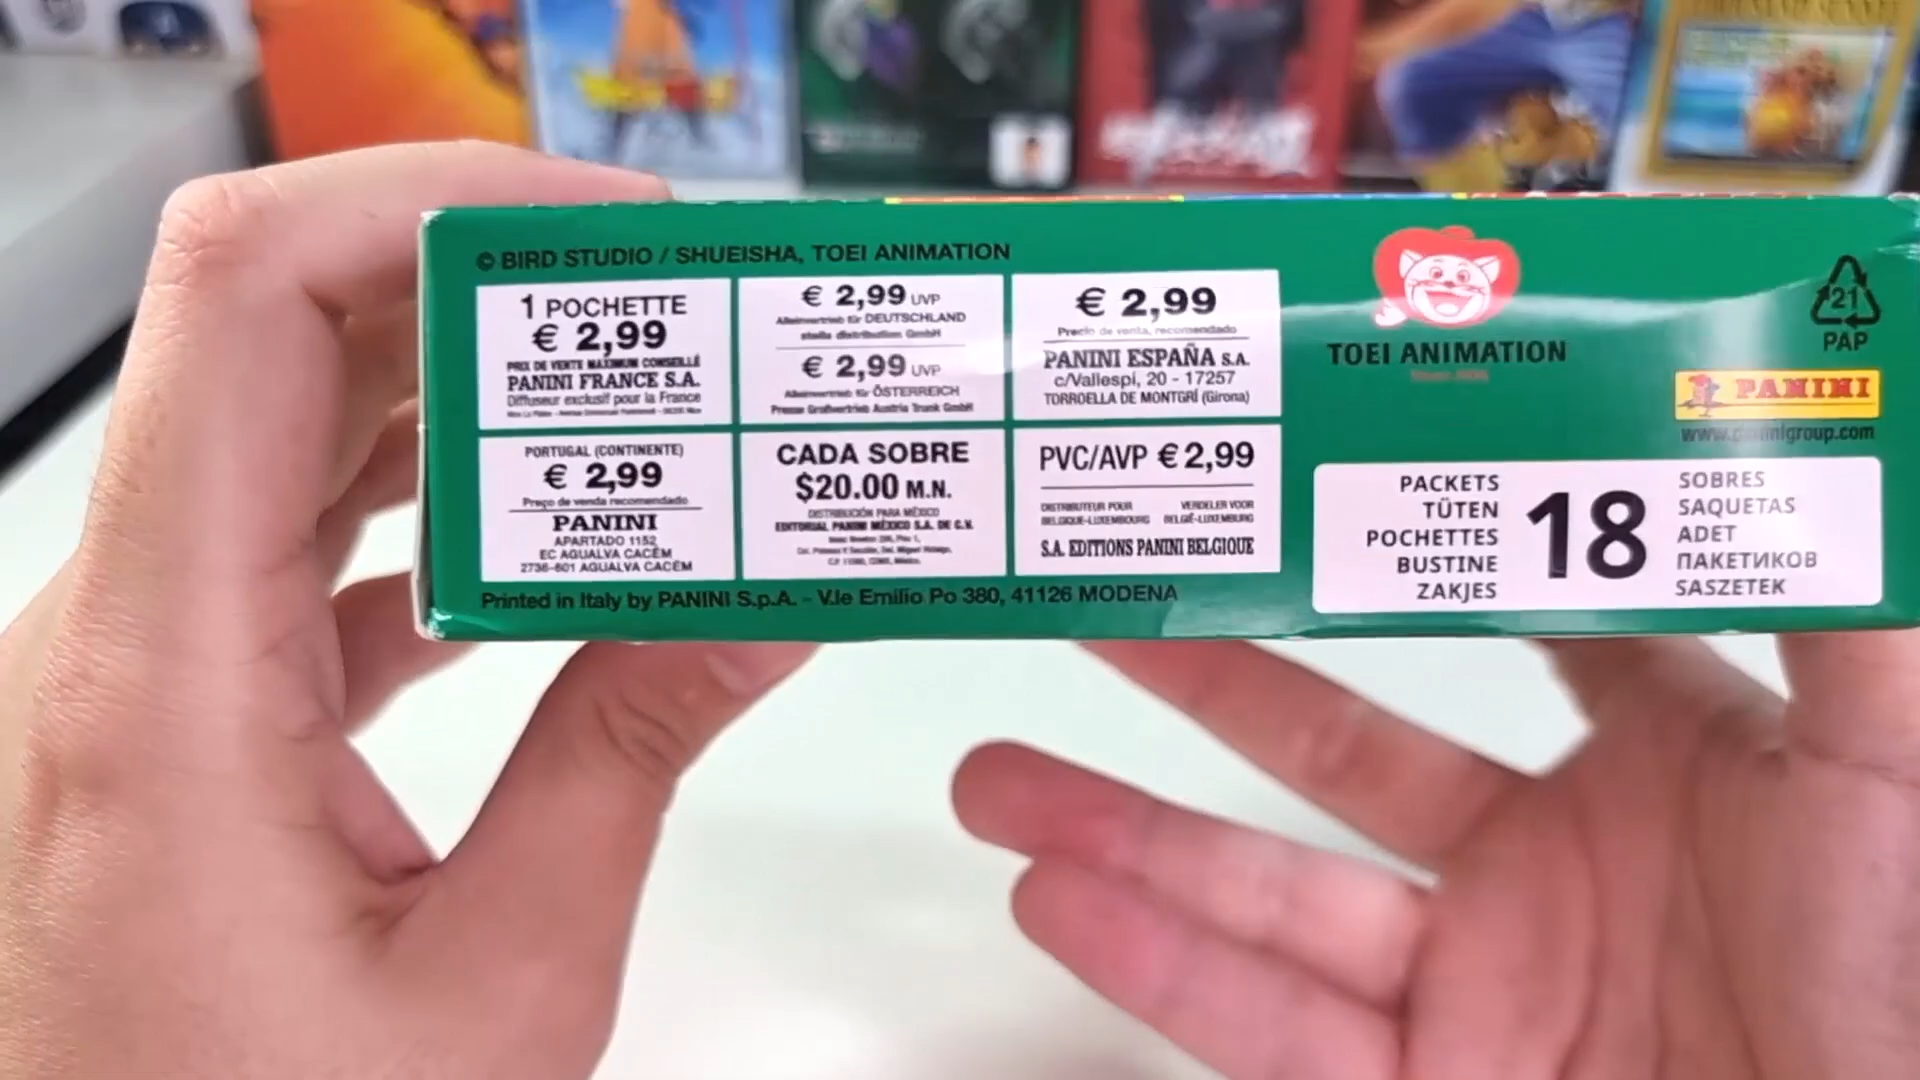 © BIRD STUDIO / SHUEISHA, TOEI ANIMATION
1 POCHETTE
€ 2,99
PRIX DE VENTE MAXIMUM CONSEILLÉ
PANINI FRANCE S.A.
Diffuseur exclusif pour la France
€ 2,99 UVP
Alleinvertrieb für DEUTSCHLAND
stella distribution GmbH
€ 2,99 UVP
Alleinvertrieb für ÖSTERREICH
Presse Großvertrieb Austria Trunk GmbH
€ 2,99
Precio de venta, recomendado
PANINI ESPAÑA S.A.
c/Vallespí, 20 - 17257
TORROELLA DE MONTGRÍ (Girona)
PORTUGAL (CONTINENTE)
€ 2,99
Preço de venda recomendado
PANINI
APARTADO 1152
EC AGUALVA CACÉM
2736-601 AGUALVA CACÉM
CADA SOBRE
$20.00 M.N.
DISTRIBUCIÓN PARA MÉXICO
EDITORIAL PANINI MÉXICO S.A. DE C.V.
PVC/AVP € 2,99
DISTRIBUTEUR POUR
BELGIQUE-LUXEMBOURG
VERDELER VOOR
BELGIË-LUXEMBURG
S.A. EDITIONS PANINI BELGIQUE
Printed in Italy by PANINI S.p.A. - V.le Emilio Po 380, 41126 MODENA
TOEI ANIMATION
21
PAP
PANINI
www.paninigroup.com
PACKETS
TÜTEN
POCHETTES
BUSTINE
ZAKJES
18
SOBRES
SAQUETAS
ADET
ПАКЕТИКОВ
SASZETEK